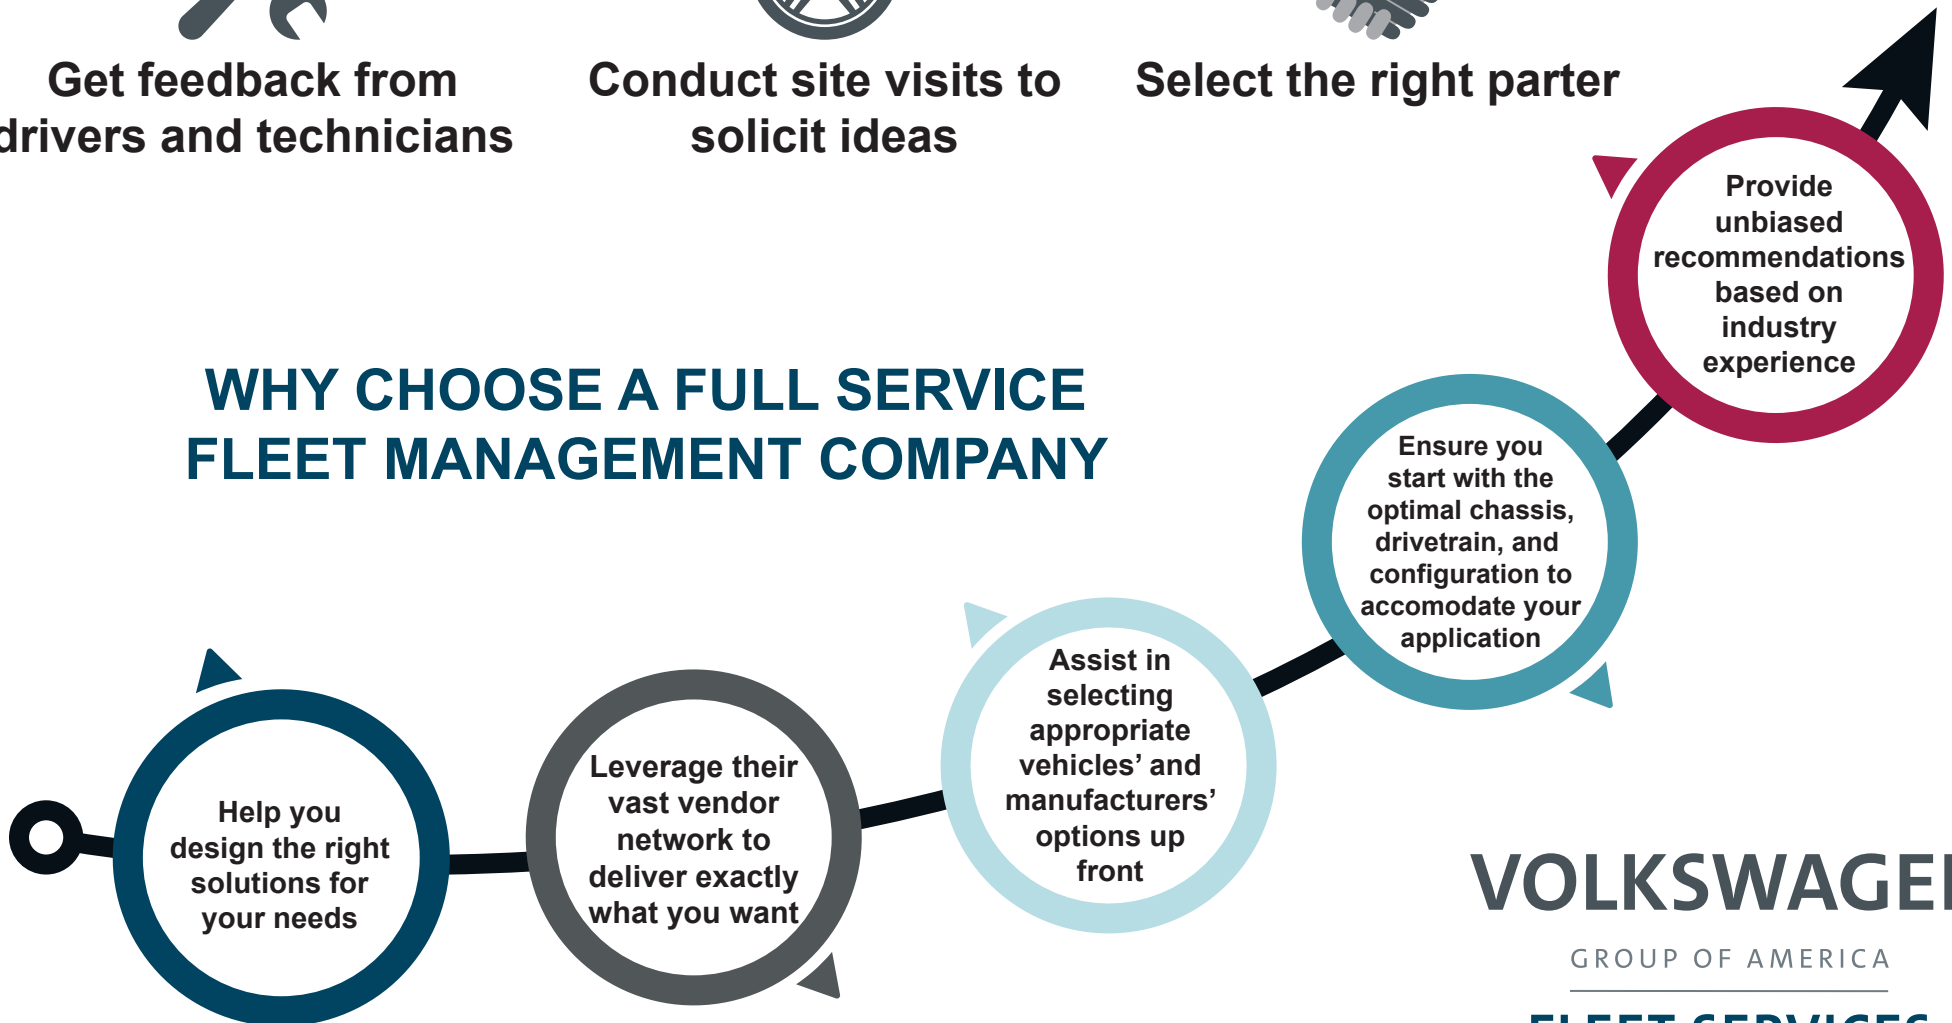 Get feedback from
drivers and technicians
Conduct site visits to
solicit ideas
Select the right parter
Provide
unbiased
recommendations
based on
industry
experience
WHY CHOOSE A FULL SERVICE
FLEET MANAGEMENT COMPANY
Ensure you
start with the
optimal chassis,
drivetrain, and
configuration to
accomodate your
application
Assist in
selecting
appropriate
vehicles’ and
manufacturers’
options up
front
Leverage their
vast vendor
network to
deliver exactly
what you want
Help you
design the right
solutions for
your needs
VOLKSWAGEN
GROUP OF AMERICA
FLEET SERVICES